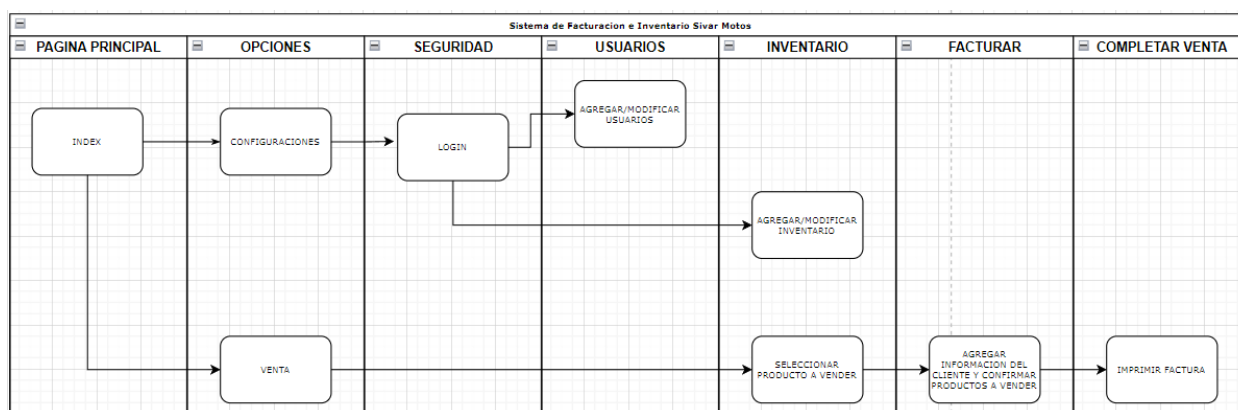 Sistema de Facturacion e Inventario Sivar Motos
PAGINA PRINCIPAL
OPCIONES
SEGURIDAD
USUARIOS
INVENTARIO
FACTURAR
COMPLETAR VENTA
INDEX
CONFIGURACIONES
LOGIN
AGREGAR/MODIFICAR
USUARIOS
AGREGAR/MODIFICAR
INVENTARIO
VENTA
SELECCIONAR
PRODUCTO A VENDER
AGREGAR
INFORMACION DEL
CLIENTE Y CONFIRMAR
PRODUCTOS A VENDER
IMPRIMIR FACTURA